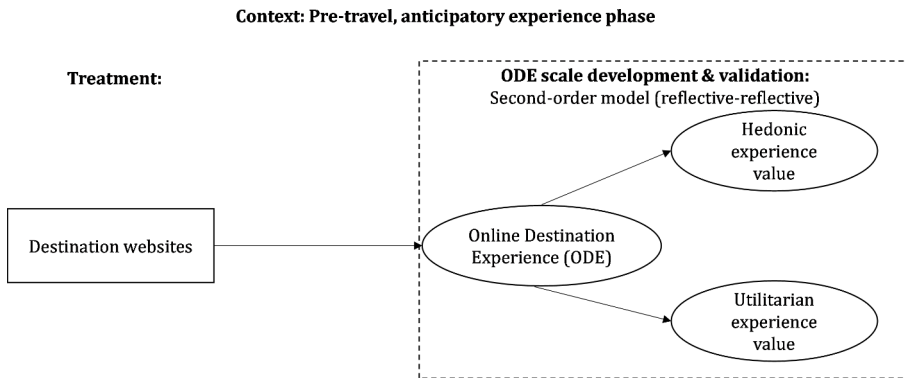 Context: Pre-travel, anticipatory experience phase
Treatment:
ODE scale development & validation:
Second-order model (reflective-reflective)
Hedonic
experience
value
Destination websites
Online Destination
Experience (ODE)
Utilitarian
experience
value